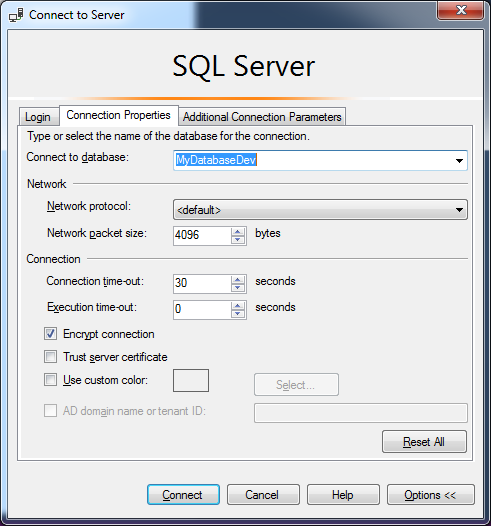 Connect to Server
SQL Server
Login Connection Properties Additional Connection Parameters
Type or select the name of the database for the connection.
Connect to database: MyDatabaseDev
Network
Network protocol: <default>
Network packet size: 4096 bytes
Connection
Connection time-out: 30 seconds
Execution time-out: 0 seconds
Encrypt connection
Trust server certificate
Use custom color: Select...
AD domain name or tenant ID:
Reset All
Connect Cancel Help Options <<